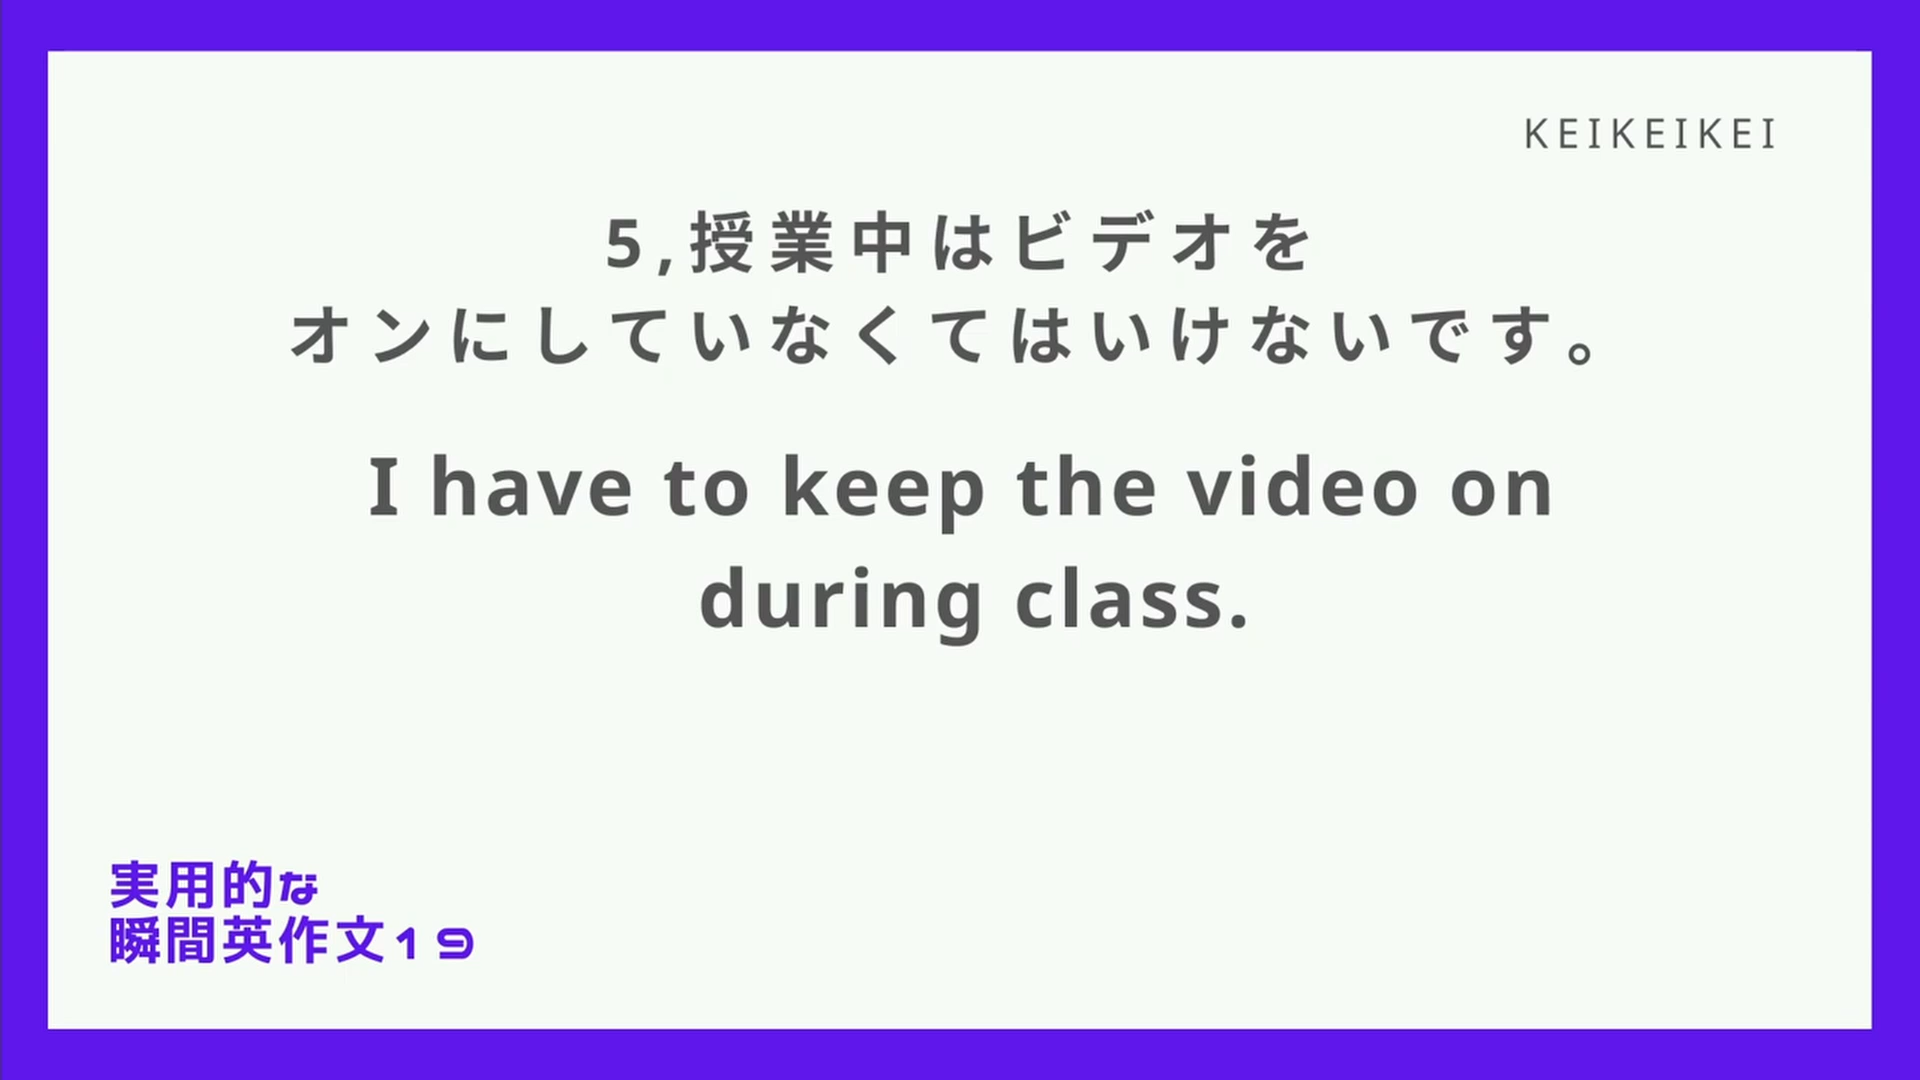 KEIKEIKEI
5,授業中はビデオを
オンにしていなくてはいけないです。
I have to keep the video on
during class.
実用的な
瞬間英作文19